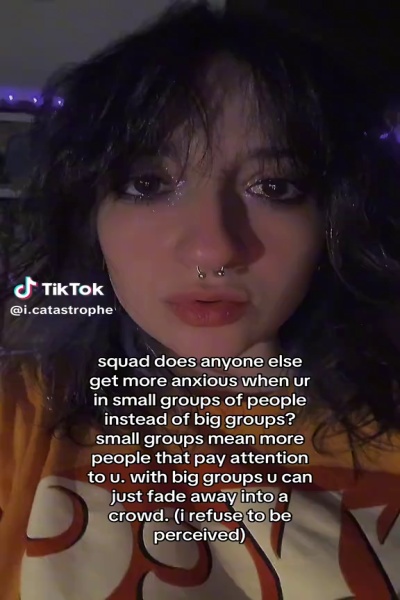 TikTok
@i.catastrophe
squad does anyone else
get more anxious when ur
in small groups of people
instead of big groups?
small groups mean more
people that pay attention
to u. with big groups u can
just fade away into a
crowd. (i refuse to be
perceived)